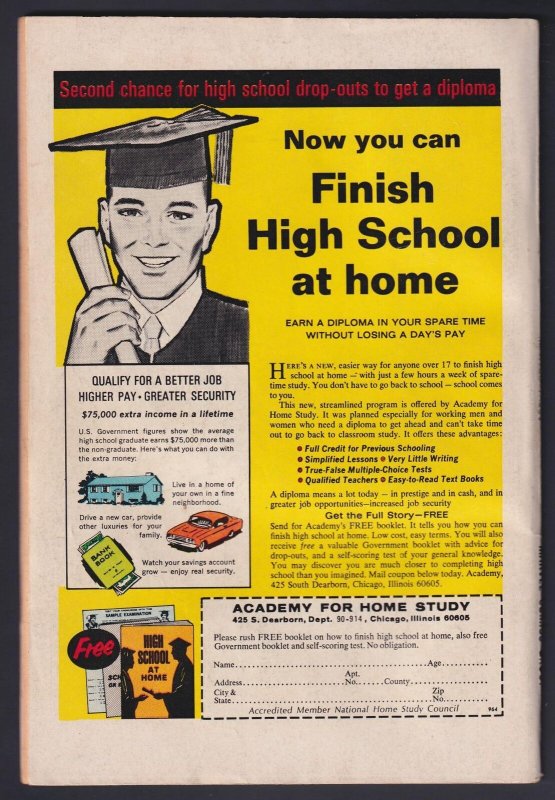 Second chance for high school drop-outs to get a diploma
Now you can
Finish
High School
at home
EARN A DIPLOMA IN YOUR SPARE TIME
WITHOUT LOSING A DAY'S PAY
HERE'S A NEW, easier way for anyone over 17 to finish high
school at home — with just a few hours a week of spare-
time study. You don't have to go back to school — school comes
to you.
This new, streamlined program is offered by Academy for
Home Study. It was planned especially for working men and
women who need a diploma to get ahead and can't take time
out to go back to classroom study. It offers these advantages:
• Full Credit for Previous Schooling
• Simplified Lessons • Very Little Writing
• True-False Multiple-Choice Tests
• Qualified Teachers • Easy-to-Read Text Books
A diploma means a lot today — in prestige and in cash, and in
greater job opportunities—increased job security
Get the Full Story—FREE
Send for Academy's FREE booklet. It tells you how you can
finish high school at home. Low cost, easy terms. You will also
receive free a valuable Government booklet with advice for
drop-outs, and a self-scoring test of your general knowledge.
You may discover you are much closer to completing high
school than you imagined. Mail coupon below today. Academy,
425 South Dearborn, Chicago, Illinois 60605.
QUALIFY FOR A BETTER JOB
HIGHER PAY • GREATER SECURITY
$75,000 extra income in a lifetime
U.S. Government figures show the average
high school graduate earns $75,000 more than
the non-graduate. Here's what you can do with
the extra money:
Live in a home of
your own in a fine
neighborhood.
Drive a new car, provide
other luxuries for your
family.
BANK
BOOK
Watch your savings account
grow — enjoy real security.
SAMPLE EXAMINATION
Free
HIGH
SCHOOL
AT
HOME
ACADEMY FOR HOME STUDY
425 S. Dearborn, Dept. 90-914, Chicago, Illinois 60605
Please rush FREE booklet on how to finish high school at home, also free
Government booklet and self-scoring test. No obligation.
Name Age
Apt.
Address No. County
City & Zip
State No.
Accredited Member National Home Study Council 964